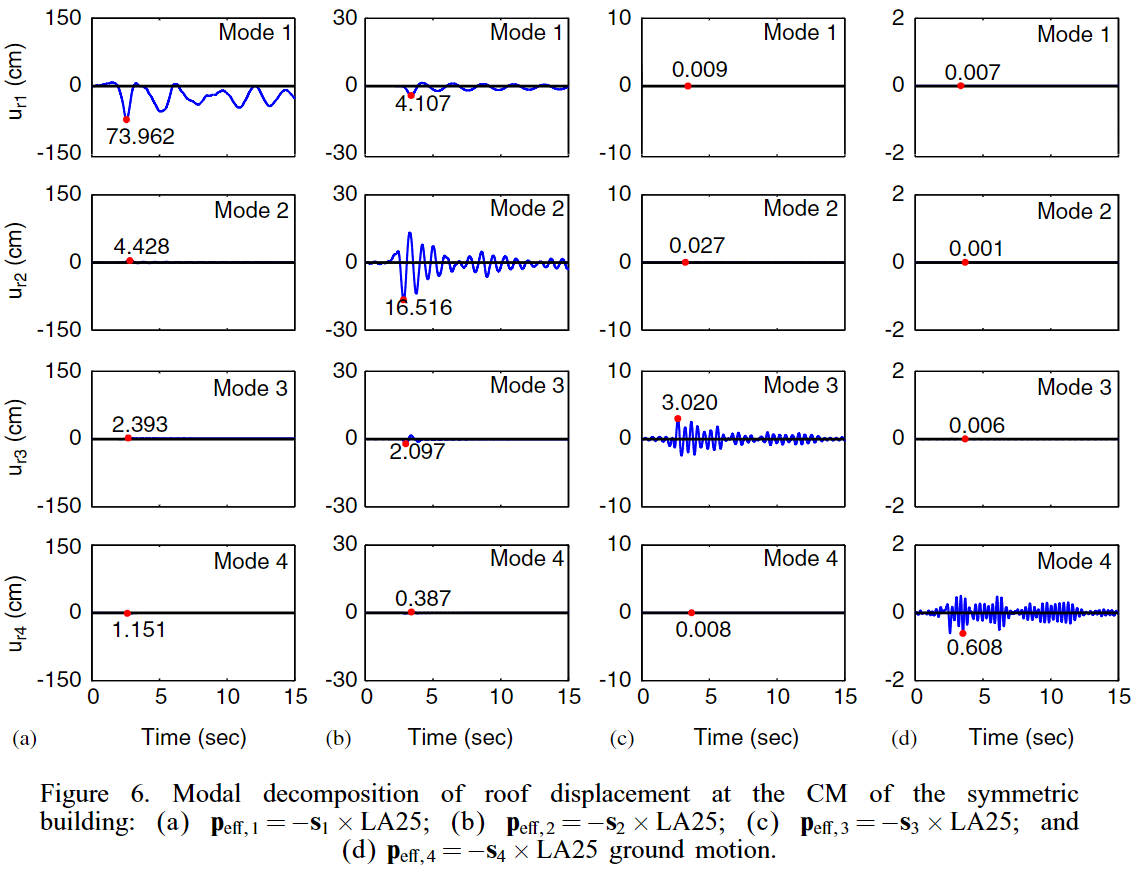 150
Mode 1
0
73.962
-150
u_r1 (cm)
30
Mode 1
0
4.107
-30
10
Mode 1
0.009
0
-10
2
Mode 1
0.007
0
-2
150
Mode 2
4.428
0
-150
u_r2 (cm)
30
Mode 2
0
16.516
-30
10
Mode 2
0.027
0
-10
2
Mode 2
0.001
0
-2
150
Mode 3
2.393
0
-150
u_r3 (cm)
30
Mode 3
0
2.097
-30
10
Mode 3
3.020
0
-10
2
Mode 3
0.006
0
-2
150
Mode 4
0
1.151
-150
u_r4 (cm)
30
Mode 4
0.387
0
-30
10
Mode 4
0
0.008
-10
2
Mode 4
0
0.608
-2
0 5 10 15
0 5 10 15
0 5 10 15
0 5 10 15
(a) Time (sec)
(b) Time (sec)
(c) Time (sec)
(d) Time (sec)
Figure 6. Modal decomposition of roof displacement at the CM of the symmetric
building: (a) p_eff,1 = −s_1 × LA25; (b) p_eff,2 = −s_2 × LA25; (c) p_eff,3 = −s_3 × LA25; and
(d) p_eff,4 = −s_4 × LA25 ground motion.